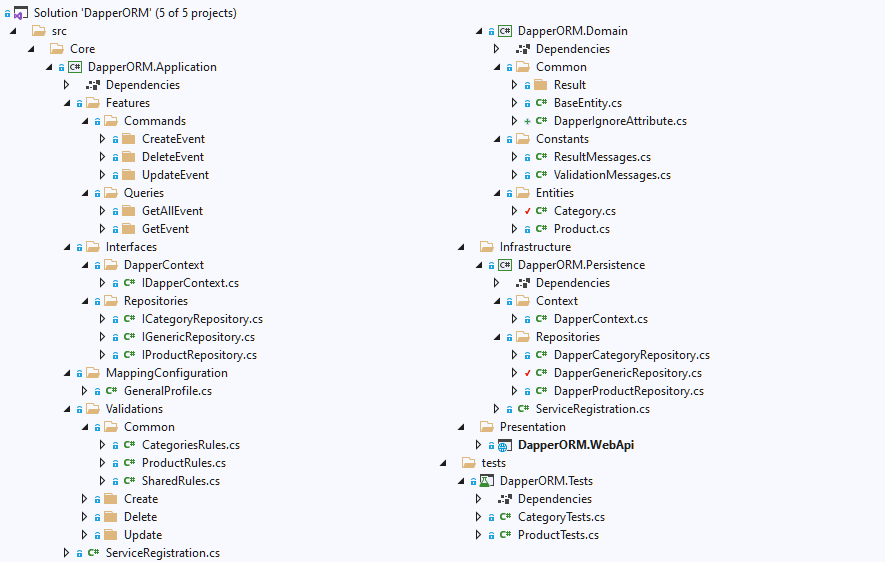 Solution 'DapperORM' (5 of 5 projects)
src
Core
C# DapperORM.Application
Dependencies
Features
Commands
CreateEvent
DeleteEvent
UpdateEvent
Queries
GetAllEvent
GetEvent
Interfaces
DapperContext
C# IDapperContext.cs
Repositories
C# ICategoryRepository.cs
C# IGenericRepository.cs
C# IProductRepository.cs
MappingConfiguration
C# GeneralProfile.cs
Validations
Common
C# CategoriesRules.cs
C# ProductRules.cs
C# SharedRules.cs
Create
Delete
Update
C# ServiceRegistration.cs
C# DapperORM.Domain
Dependencies
Common
Result
C# BaseEntity.cs
C# DapperIgnoreAttribute.cs
Constants
C# ResultMessages.cs
C# ValidationMessages.cs
Entities
C# Category.cs
C# Product.cs
Infrastructure
C# DapperORM.Persistence
Dependencies
Context
C# DapperContext.cs
Repositories
C# DapperCategoryRepository.cs
C# DapperGenericRepository.cs
C# DapperProductRepository.cs
C# ServiceRegistration.cs
Presentation
DapperORM.WebApi
tests
DapperORM.Tests
Dependencies
C# CategoryTests.cs
C# ProductTests.cs